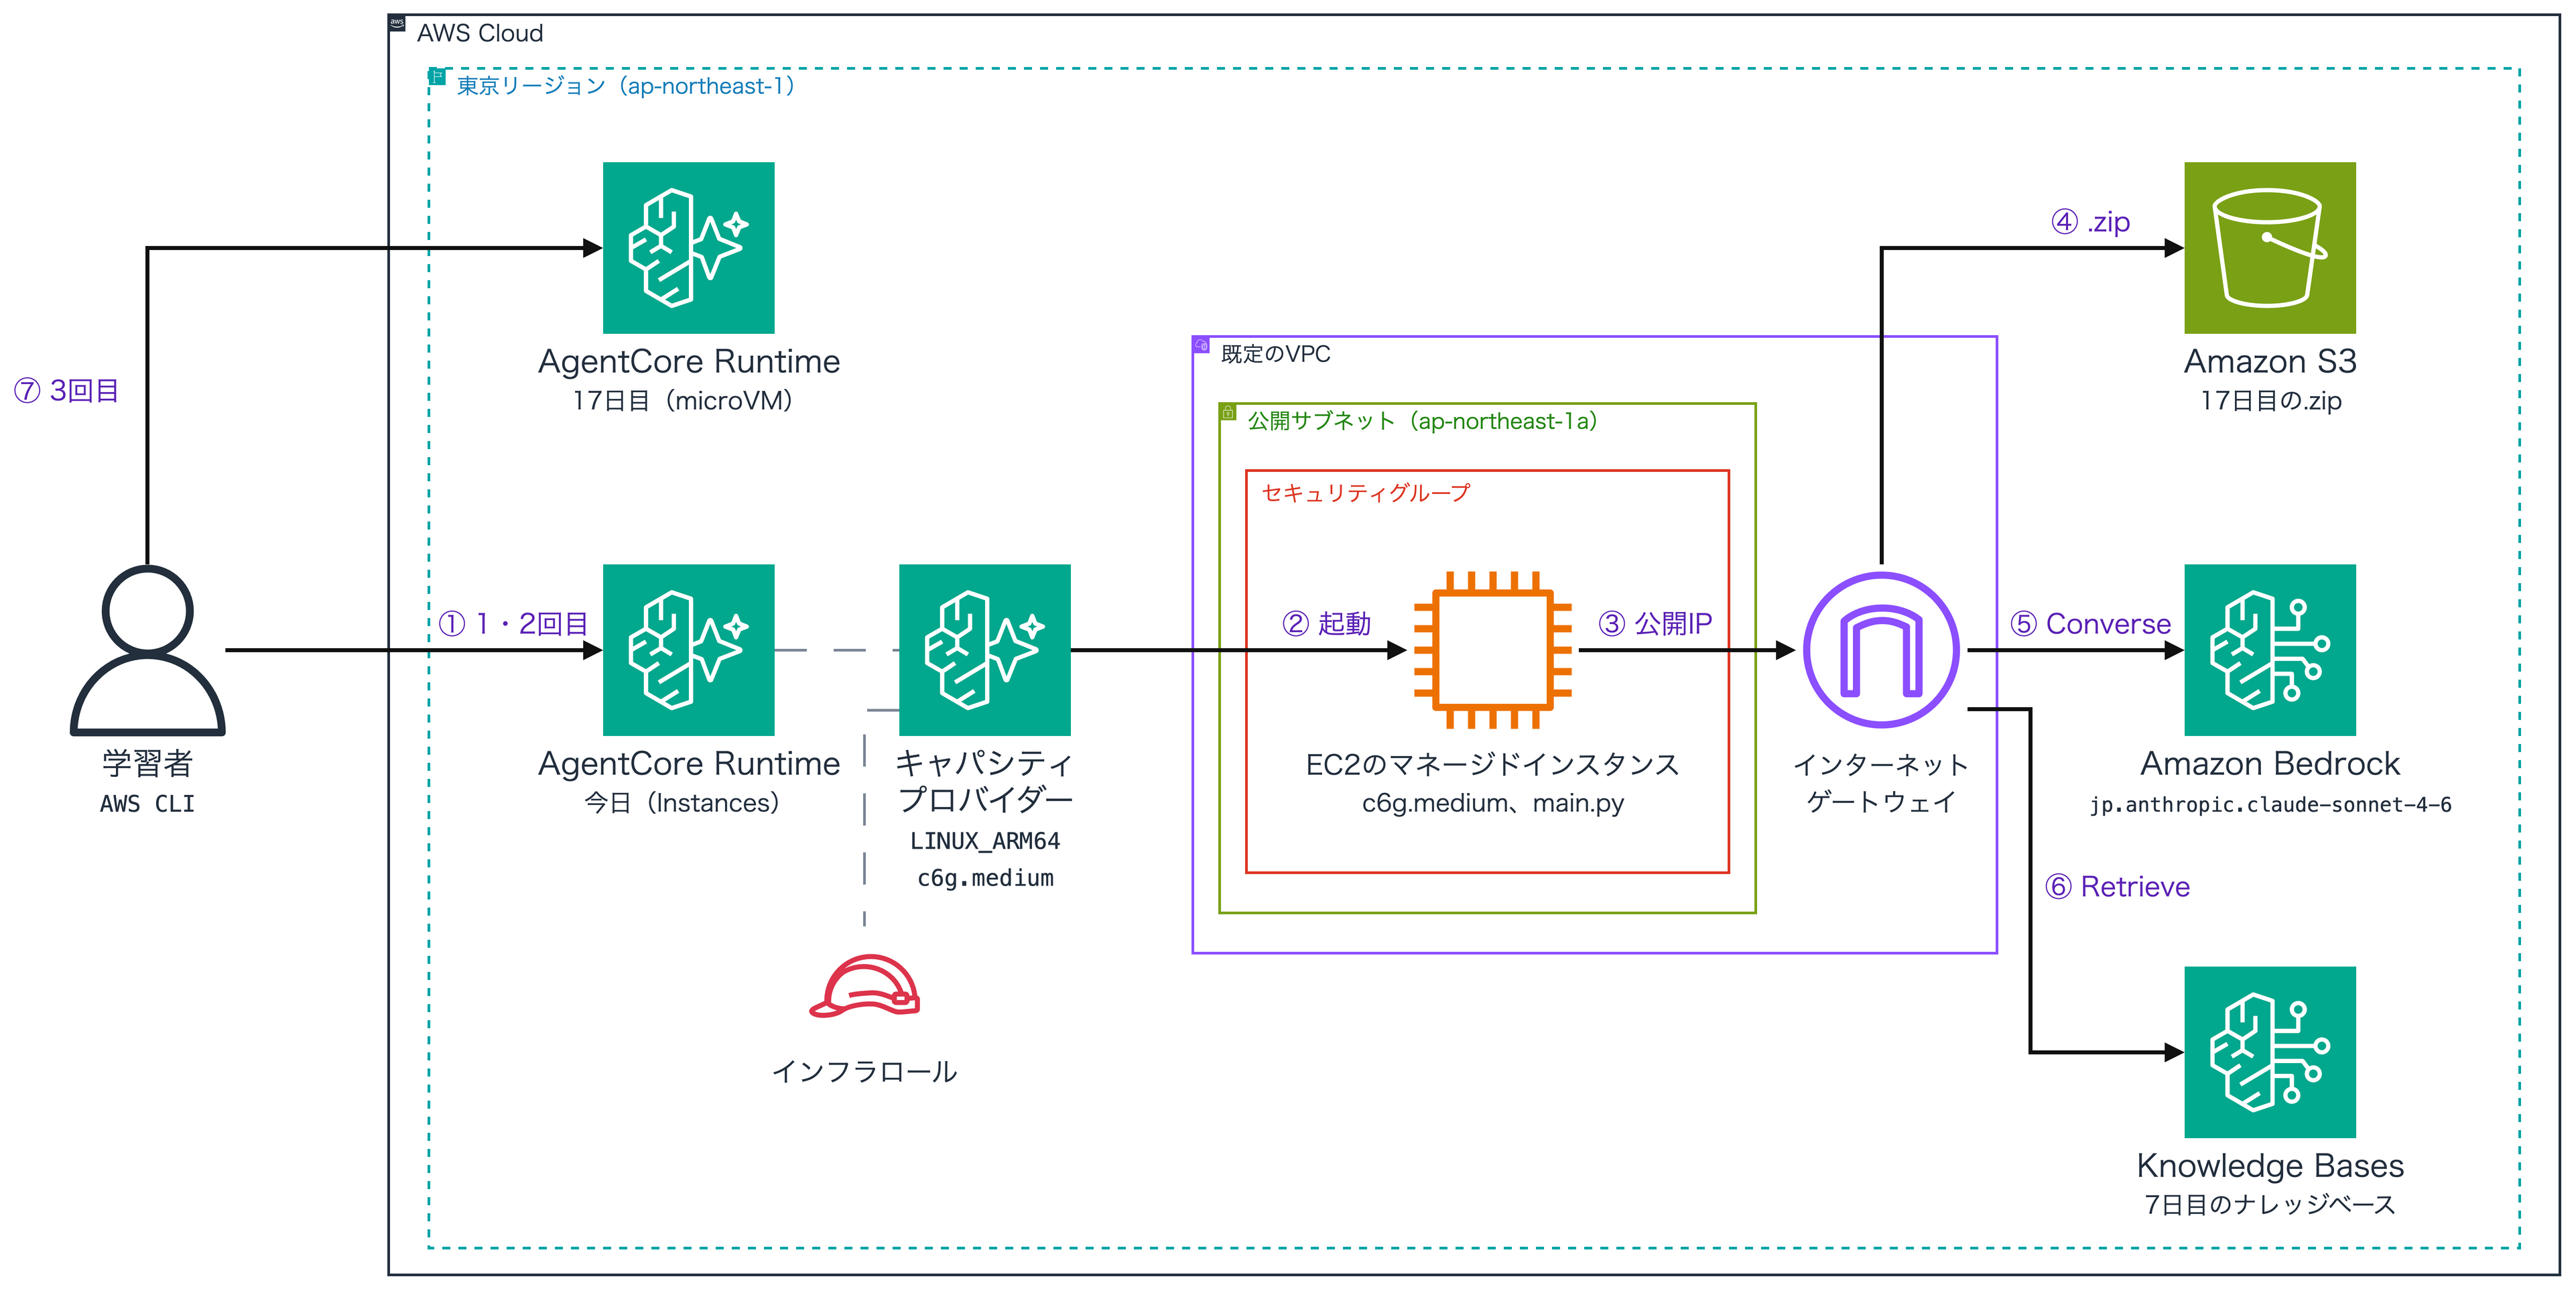 aws
AWS Cloud
東京リージョン（ap-northeast-1）
AgentCore Runtime
17日目（microVM）
⑦ 3回目
④ .zip
Amazon S3
17日目の.zip
既定のVPC
公開サブネット（ap-northeast-1a）
セキュリティグループ
学習者
AWS CLI
① 1・2回目
AgentCore Runtime
今日（Instances）
キャパシティ
プロバイダー
LINUX_ARM64
c6g.medium
② 起動
EC2のマネージドインスタンス
c6g.medium、main.py
③ 公開IP
インターネット
ゲートウェイ
⑤ Converse
Amazon Bedrock
jp.anthropic.claude-sonnet-4-6
⑥ Retrieve
インフラロール
Knowledge Bases
7日目のナレッジベース